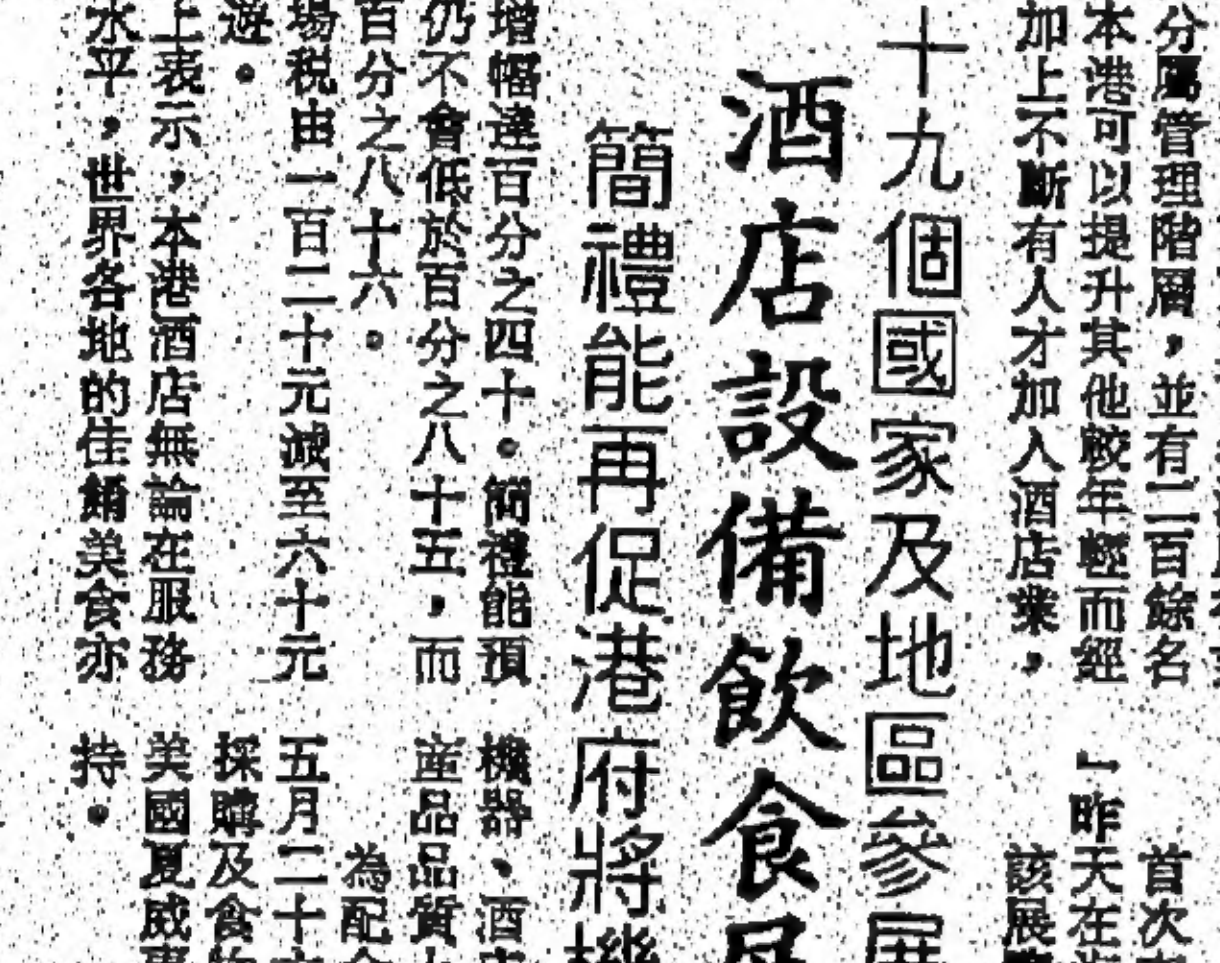 分屬管理階層，並有二百餘名
本港可以提升其他較年輕而經
加上不斷有人才加入酒店業，
首次
「昨天在
該展
十九個國家及地區參展
酒店設備飲食展
簡禮能再促港府將機
增幅達百分之四十。簡禮能預
仍不會低於百分之八十五，而
百分之八十六。
場稅由一百二十元減至六十元
遊。
上表示，本港酒店無論在服務
水平，世界各地的佳餚美食亦
機器、酒店
產品品質
為配合
五月二十
採購及食物
美國夏威夷
持。